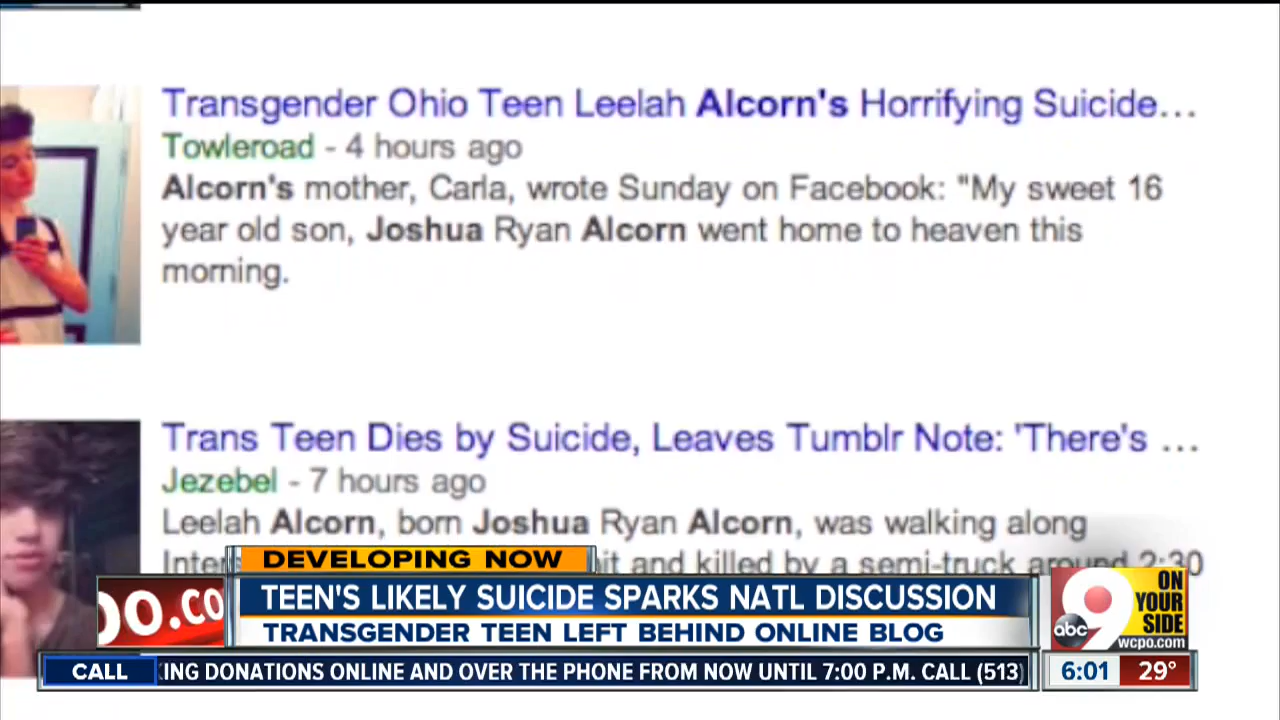 Transgender Ohio Teen Leelah Alcorn's Horrifying Suicide...
Towleroad - 4 hours ago
Alcorn's mother, Carla, wrote Sunday on Facebook: "My sweet 16
year old son, Joshua Ryan Alcorn went home to heaven this
morning.
Trans Teen Dies by Suicide, Leaves Tumblr Note: 'There's ...
Jezebel - 7 hours ago
Leelah Alcorn, born Joshua Ryan Alcorn, was walking along
and killed by a semi-truck around 2:30
DEVELOPING NOW
TEEN'S LIKELY SUICIDE SPARKS NATL DISCUSSION
TRANSGENDER TEEN LEFT BEHIND ONLINE BLOG
abc 9 ON YOUR SIDE
wcpo.com
CALL
KING DONATIONS ONLINE AND OVER THE PHONE FROM NOW UNTIL 7:00 P.M. CALL (513)
6:01 29°